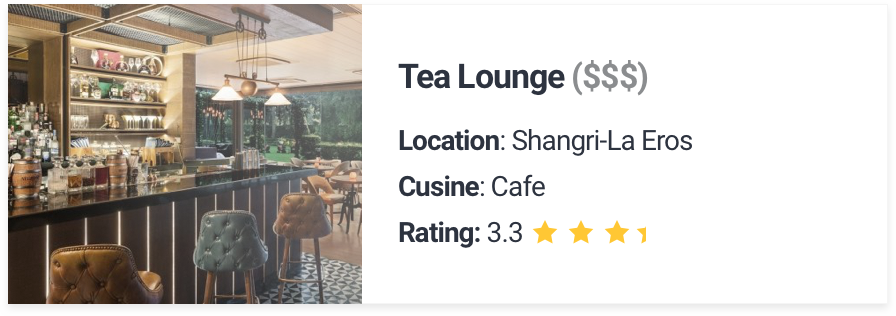 Tea Lounge ($$$)
Location: Shangri-La Eros
Cusine: Cafe
Rating: 3.3